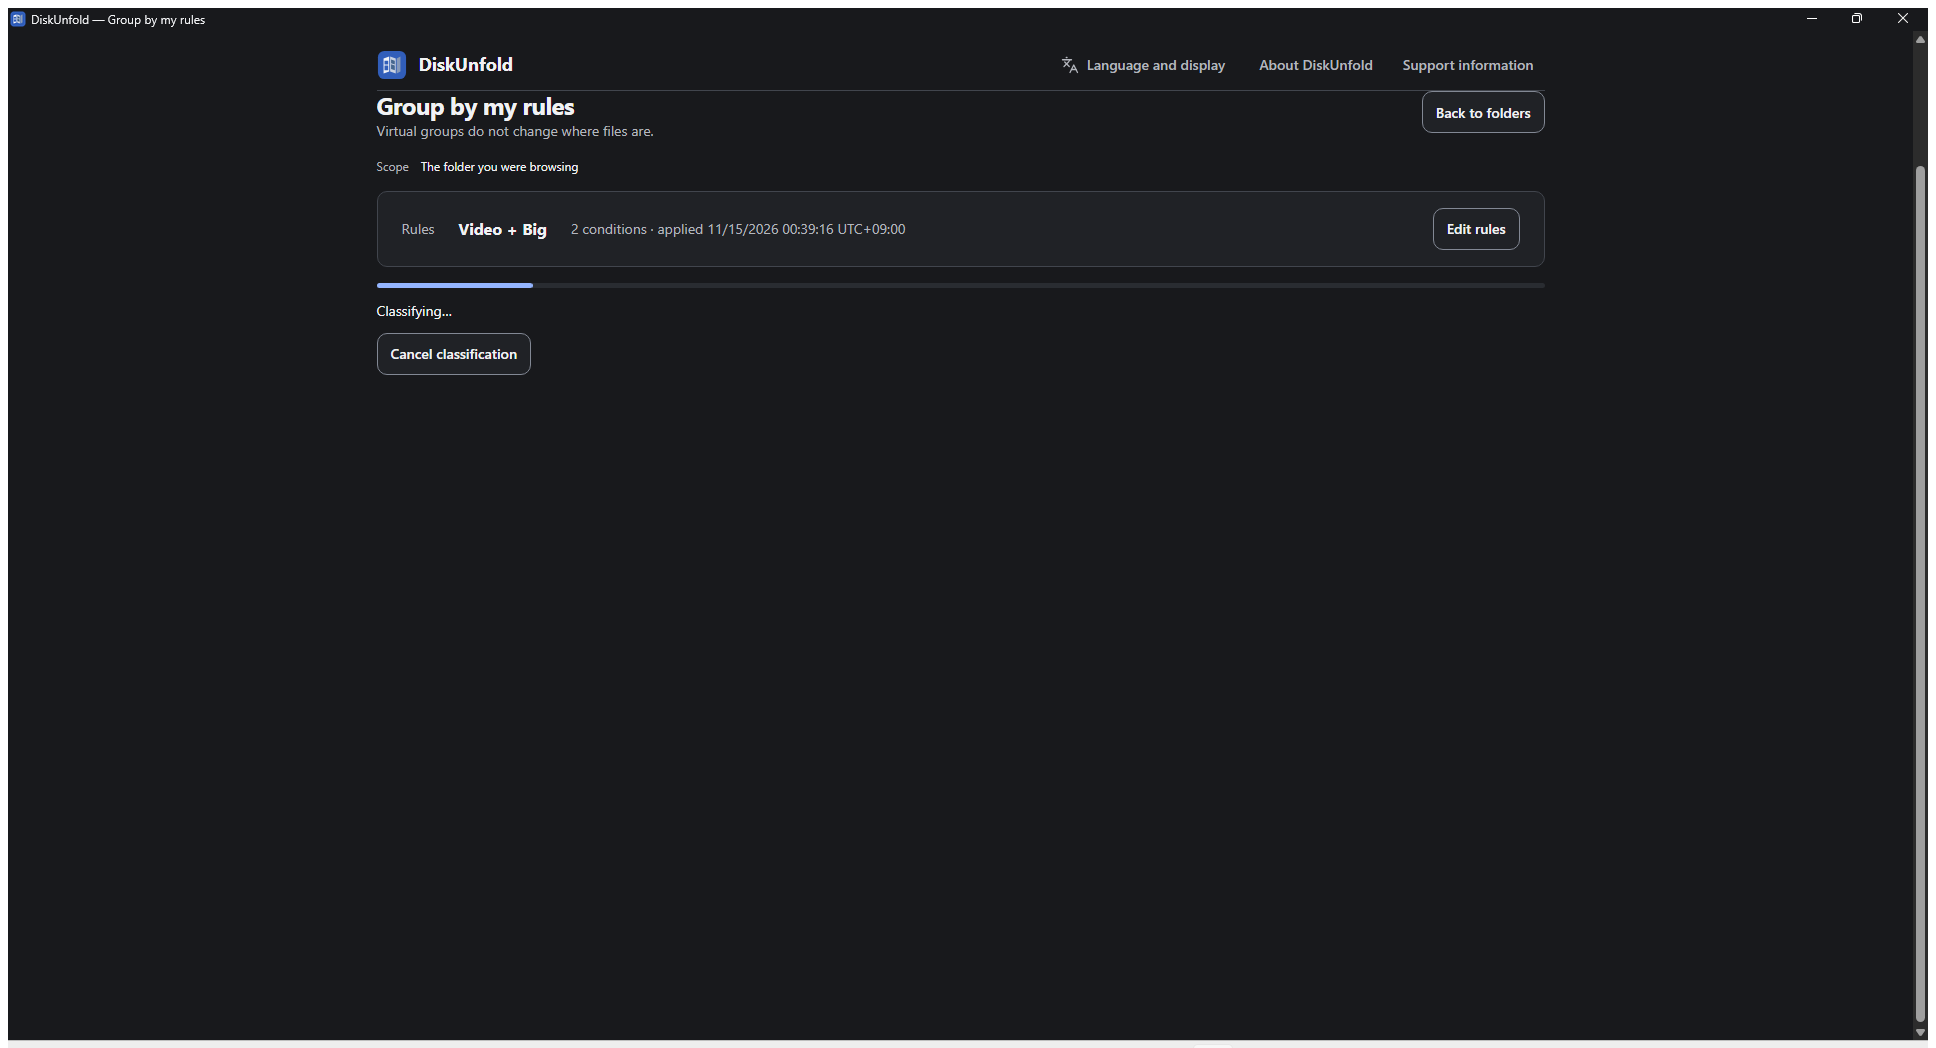 DiskUnfold — Group by my rules
DiskUnfold
Language and display
About DiskUnfold
Support information
Group by my rules
Back to folders
Virtual groups do not change where files are.
Scope The folder you were browsing
Rules Video + Big 2 conditions · applied 11/15/2026 00:39:16 UTC+09:00
Edit rules
Classifying...
Cancel classification